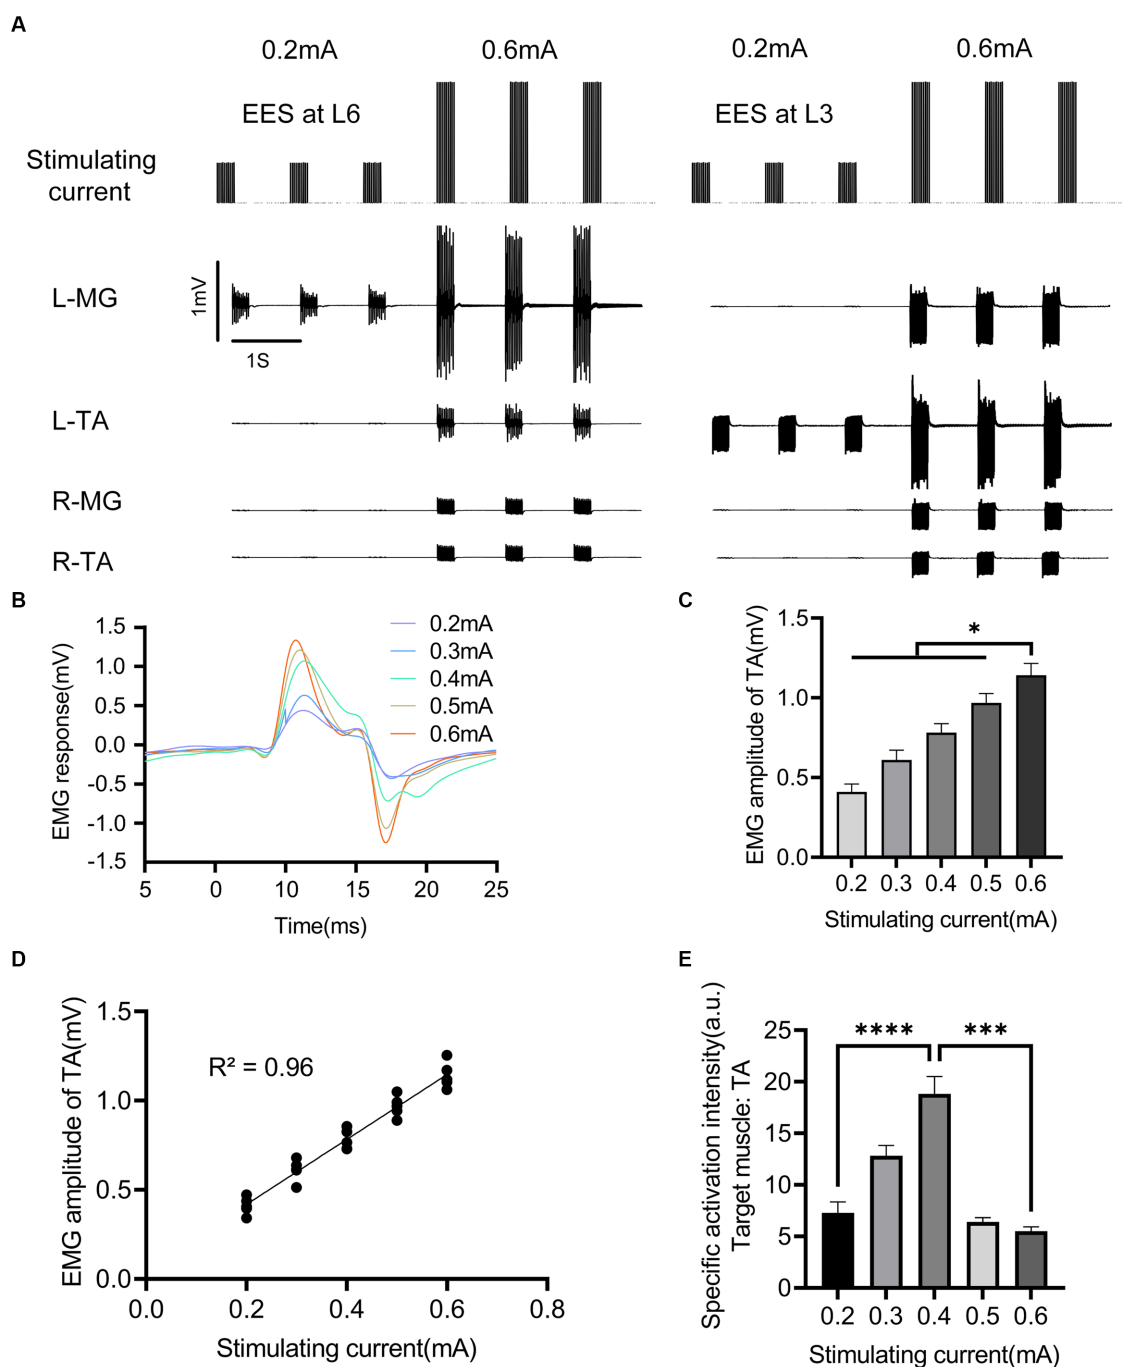 A
0.2mA 0.6mA 0.2mA 0.6mA
EES at L6 EES at L3
Stimulating
current
L-MG
1mV
1S
L-TA
R-MG
R-TA
B
EMG response(mV)
1.5
1.0
0.5
0.0
-0.5
-1.0
-1.5
5 0 10 15 20 25
Time(ms)
0.2mA
0.3mA
0.4mA
0.5mA
0.6mA
C
EMG amplitude of TA(mV)
1.5
1.0
0.5
0.0
*
0.2 0.3 0.4 0.5 0.6
Stimulating current(mA)
D
EMG amplitude of TA(mV)
1.5
1.0
0.5
0.0
R² = 0.96
0.0 0.2 0.4 0.6 0.8
Stimulating current(mA)
E
Specific activation intensity(a.u.)
Target muscle: TA
25
20
15
10
5
0
**** ***
0.2 0.3 0.4 0.5 0.6
Stimulating current(mA)